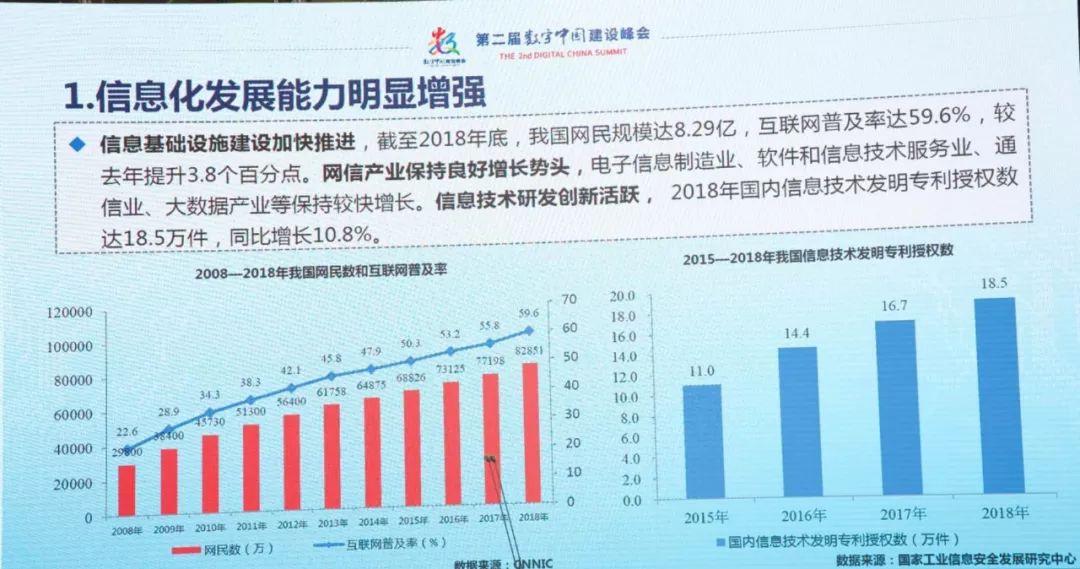 数字中国建设峰会
第二届数字中国建设峰会
THE 2nd DIGITAL CHINA SUMMIT
1.信息化发展能力明显增强
信息基础设施建设加快推进，截至2018年底，我国网民规模达8.29亿，互联网普及率达59.6%，较
去年提升3.8个百分点。网信产业保持良好增长势头，电子信息制造业、软件和信息技术服务业、通
信业、大数据产业等保持较快增长。信息技术研发创新活跃， 2018年国内信息技术发明专利授权数
达18.5万件，同比增长10.8%。
2008—2018年我国网民数和互联网普及率
120000
100000
80000
60000
40000
20000
0
70
60
50
40
30
20
10
0
22.6
28.9
34.3
38.3
42.1
45.8
47.9
50.3
53.2
55.8
59.6
29800
38400
45730
51300
56400
61758
64875
68826
73125
77198
82851
2008年
2009年
2010年
2011年
2012年
2013年
2014年
2015年
2016年
2017年
2018年
网民数（万）
互联网普及率（%）
数据来源：CNNIC
2015—2018年我国信息技术发明专利授权数
20.0
18.0
16.0
14.0
12.0
10.0
8.0
6.0
4.0
2.0
0.0
11.0
14.4
16.7
18.5
2015年
2016年
2017年
2018年
国内信息技术发明专利授权数（万件）
数据来源：国家工业信息安全发展研究中心